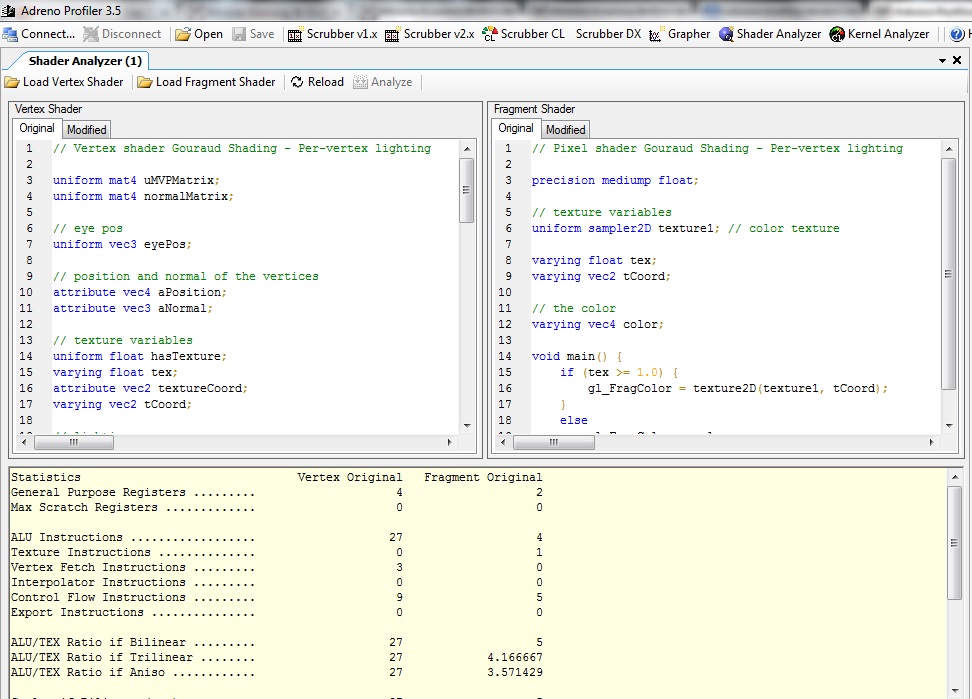 Adreno Profiler 3.5
Connect... Disconnect Open Save Scrubber v1.x Scrubber v2.x Scrubber CL Scrubber DX Grapher Shader Analyzer Kernel Analyzer
Shader Analyzer (1)
Load Vertex Shader Load Fragment Shader Reload Analyze
Vertex Shader
Original Modified
1 // Vertex shader Gouraud Shading - Per-vertex lighting
2
3 uniform mat4 uMVPMatrix;
4 uniform mat4 normalMatrix;
5
6 // eye pos
7 uniform vec3 eyePos;
8
9 // position and normal of the vertices
10 attribute vec4 aPosition;
11 attribute vec3 aNormal;
12
13 // texture variables
14 uniform float hasTexture;
15 varying float tex;
16 attribute vec2 textureCoord;
17 varying vec2 tCoord;
18
Fragment Shader
Original Modified
1 // Pixel shader Gouraud Shading - Per-vertex lighting
2
3 precision mediump float;
4
5 // texture variables
6 uniform sampler2D texture1; // color texture
7
8 varying float tex;
9 varying vec2 tCoord;
10
11 // the color
12 varying vec4 color;
13
14 void main() {
15 if (tex >= 1.0) {
16 gl_FragColor = texture2D(texture1, tCoord);
17 }
18 else
Statistics Vertex Original Fragment Original
General Purpose Registers ......... 4 2
Max Scratch Registers ............. 0 0
ALU Instructions .................. 27 4
Texture Instructions .............. 0 1
Vertex Fetch Instructions ......... 3 0
Interpolator Instructions ......... 0 0
Control Flow Instructions ......... 9 5
Export Instructions ............... 0 0
ALU/TEX Ratio if Bilinear ......... 27 5
ALU/TEX Ratio if Trilinear ........ 27 4.166667
ALU/TEX Ratio if Aniso ............ 27 3.571429